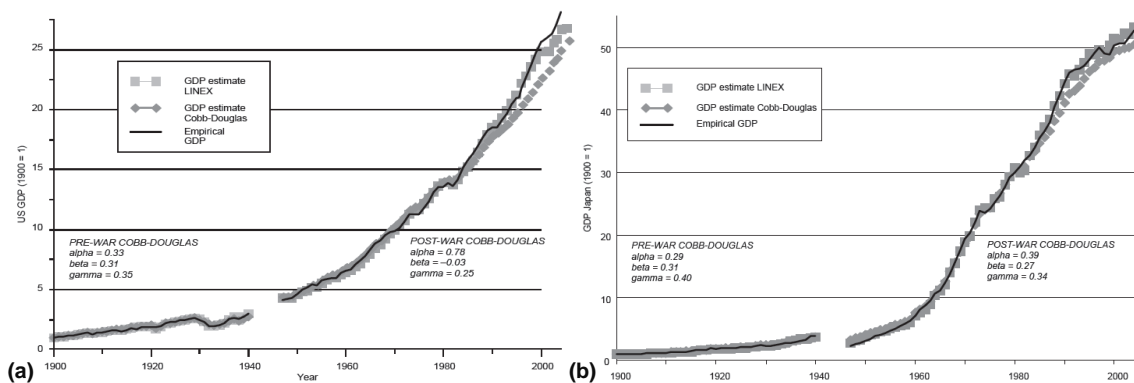 US GDP (1900 = 1)
25
20
15
10
5
0
GDP estimate
LINEX
GDP estimate
Cobb-Douglas
Empirical
GDP
PRE-WAR COBB-DOUGLAS
alpha = 0.33
beta = 0.31
gamma = 0.35
POST-WAR COBB-DOUGLAS
alpha = 0.78
beta = –0.03
gamma = 0.25
1900 1920 1940 1960 1980 2000
Year
(a)
GDP Japan (1900 = 1)
50
40
30
20
10
0
GDP estimate LINEX
GDP estimate Cobb-Douglas
Empirical GDP
PRE-WAR COBB-DOUGLAS
alpha = 0.29
beta = 0.31
gamma = 0.40
POST-WAR COBB-DOUGLAS
alpha = 0.39
beta = 0.27
gamma = 0.34
1900 1920 1940 1960 1980 2000
(b)